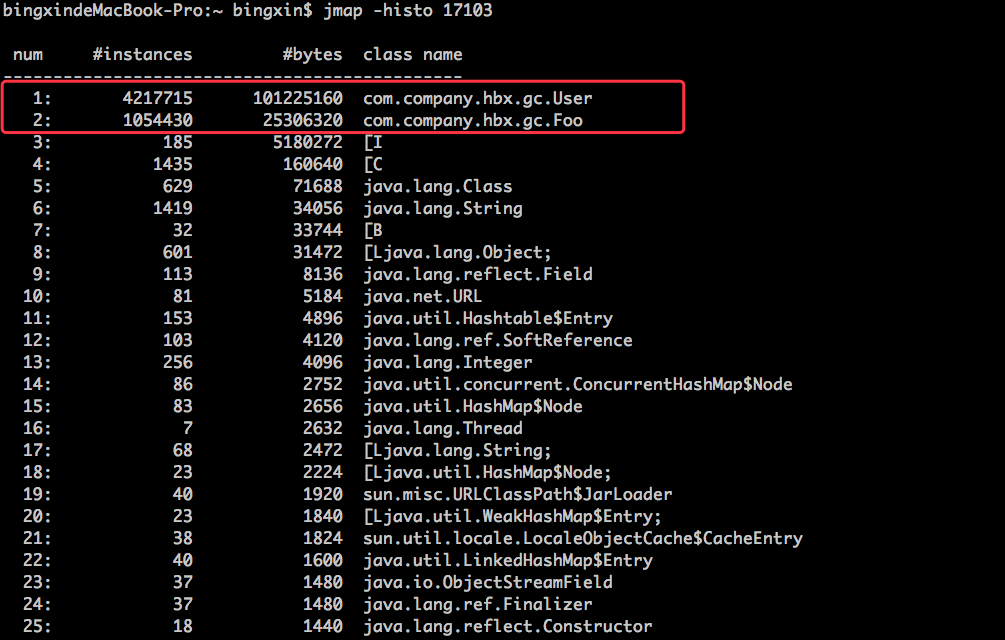 bingxindeMacBook-Pro:~ bingxin$ jmap -histo 17103
num #instances #bytes class name
----------------------------------------------
1: 4217715 101225160 com.company.hbx.gc.User
2: 1054430 25306320 com.company.hbx.gc.Foo
3: 185 5180272 [I
4: 1435 160640 [C
5: 629 71688 java.lang.Class
6: 1419 34056 java.lang.String
7: 32 33744 [B
8: 601 31472 [Ljava.lang.Object;
9: 113 8136 java.lang.reflect.Field
10: 81 5184 java.net.URL
11: 153 4896 java.util.Hashtable$Entry
12: 103 4120 java.lang.ref.SoftReference
13: 256 4096 java.lang.Integer
14: 86 2752 java.util.concurrent.ConcurrentHashMap$Node
15: 83 2656 java.util.HashMap$Node
16: 7 2632 java.lang.Thread
17: 68 2472 [Ljava.lang.String;
18: 23 2224 [Ljava.util.HashMap$Node;
19: 40 1920 sun.misc.URLClassPath$JarLoader
20: 23 1840 [Ljava.util.WeakHashMap$Entry;
21: 38 1824 sun.util.locale.LocaleObjectCache$CacheEntry
22: 40 1600 java.util.LinkedHashMap$Entry
23: 37 1480 java.io.ObjectStreamField
24: 37 1480 java.lang.ref.Finalizer
25: 18 1440 java.lang.reflect.Constructor